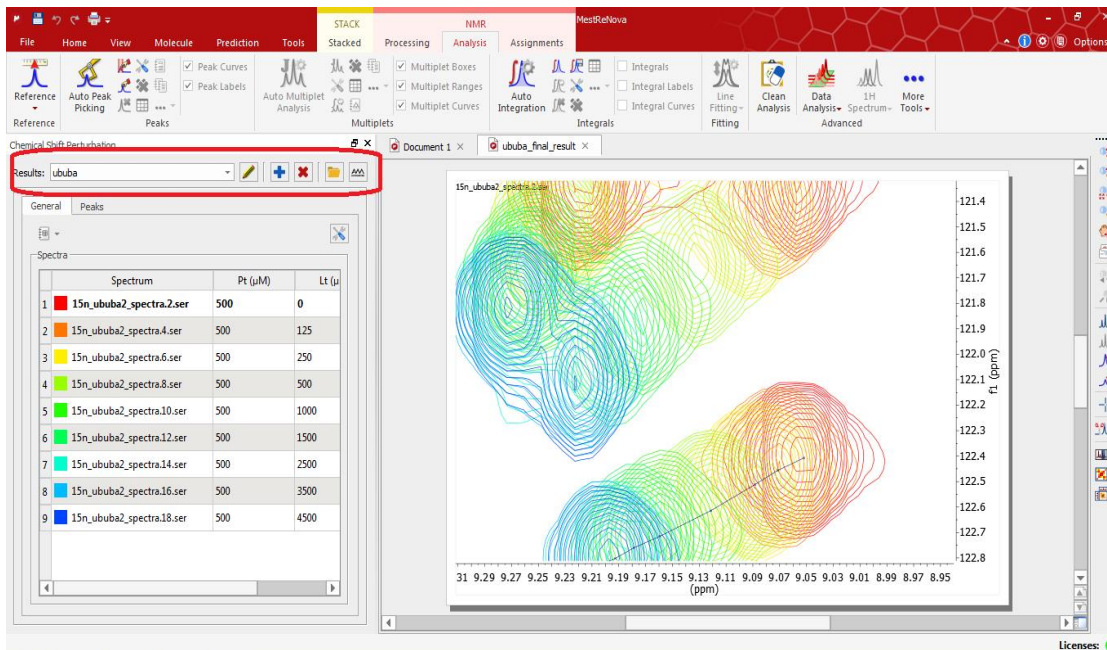 STACK NMR MestReNova
File Home View Molecule Prediction Tools Stacked Processing Analysis Assignments Options
Reference
Auto Peak Picking
Peak Curves
Peak Labels
Auto Multiplet Analysis
Multiplet Boxes
Multiplet Ranges
Multiplet Curves
Auto Integration
Integrals
Integral Labels
Integral Curves
Line Fitting
Clean Analysis
Data Analysis
1H Spectrum
More Tools
Reference Peaks Multiplets Integrals Fitting Advanced
Chemical Shift Perturbation
Document 1
ububa_final_result
Results: ububa
General Peaks
Spectra
Spectrum Pt (μM) Lt (μ
1 15n_ububa2_spectra.2.ser 500 0
2 15n_ububa2_spectra.4.ser 500 125
3 15n_ububa2_spectra.6.ser 500 250
4 15n_ububa2_spectra.8.ser 500 500
5 15n_ububa2_spectra.10.ser 500 1000
6 15n_ububa2_spectra.12.ser 500 1500
7 15n_ububa2_spectra.14.ser 500 2500
8 15n_ububa2_spectra.16.ser 500 3500
9 15n_ububa2_spectra.18.ser 500 4500
15n_ububa2_spectra.2.ser
121.4
121.5
121.6
121.7
121.8
121.9
122.0
122.1
122.2
122.3
122.4
122.5
122.6
122.7
122.8
f1 (ppm)
31 9.29 9.27 9.25 9.23 9.21 9.19 9.17 9.15 9.13 9.11 9.09 9.07 9.05 9.03 9.01 8.99 8.97 8.95
(ppm)
Licenses: